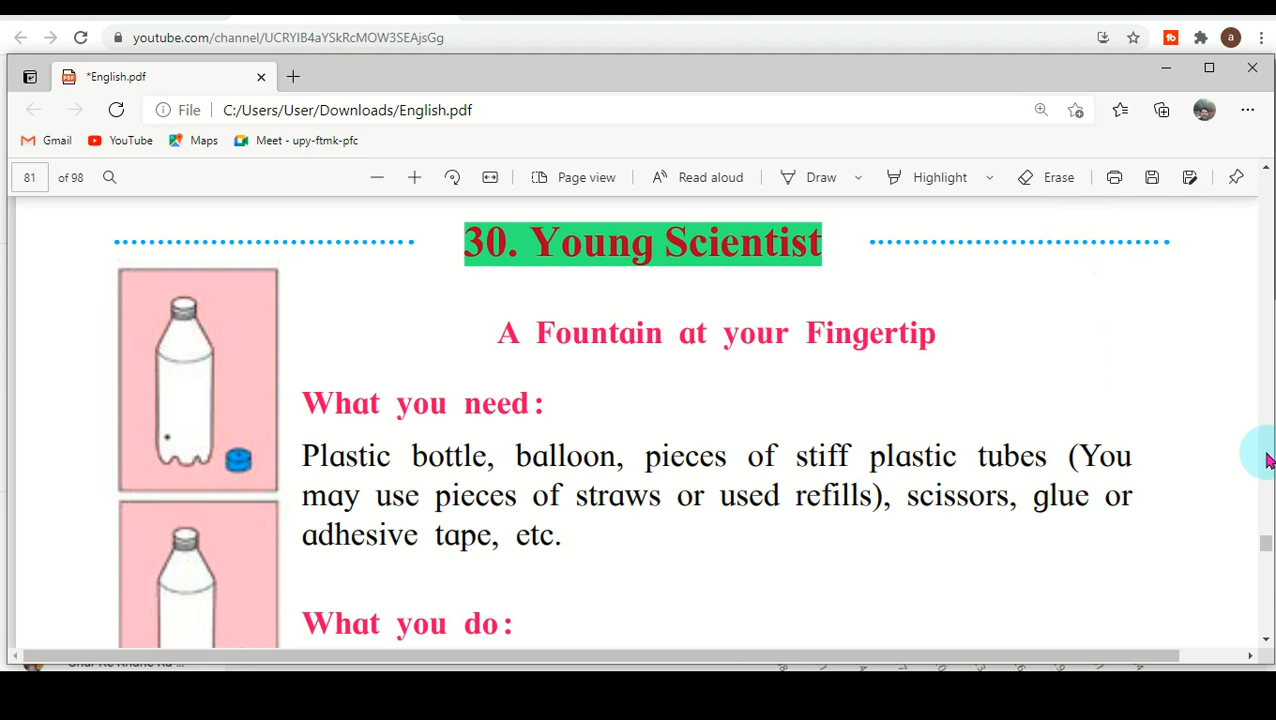 youtube.com/channel/UCRYIB4aYSkRcMOW3SEAjsGg
*English.pdf
File C:/Users/User/Downloads/English.pdf
Gmail YouTube Maps Meet - upy-ftmk-pfc
81 of 98 Page view Read aloud Draw Highlight Erase
30. Young Scientist
A Fountain at your Fingertip
What you need:
Plastic bottle, balloon, pieces of stiff plastic tubes (You
may use pieces of straws or used refills), scissors, glue or
adhesive tape, etc.
What you do: